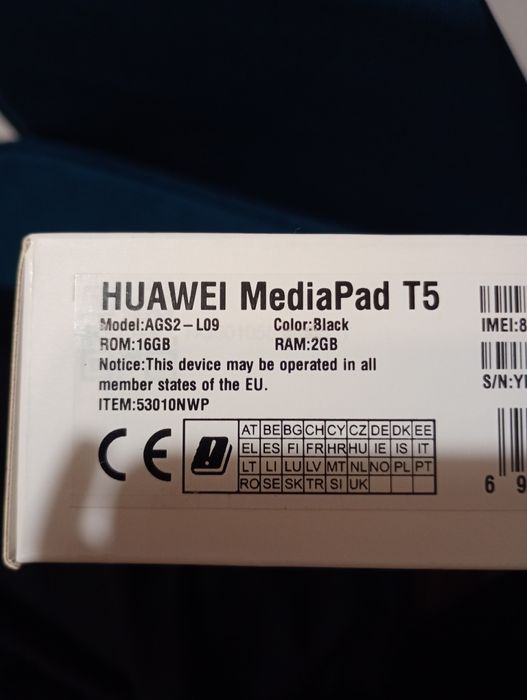 HUAWEI MediaPad T5
Model:AGS2-L09 Color:Black
ROM:16GB RAM:2GB
Notice:This device may be operated in all
member states of the EU.
ITEM:53010NWP
CE
AT BE BG CH CY CZ DE DK EE
EL ES FI FR HR HU IE IS IT
LT LI LU LV MT NL NO PL PT
RO SE SK TR SI UK
IMEI:8
S/N:Y
6 9